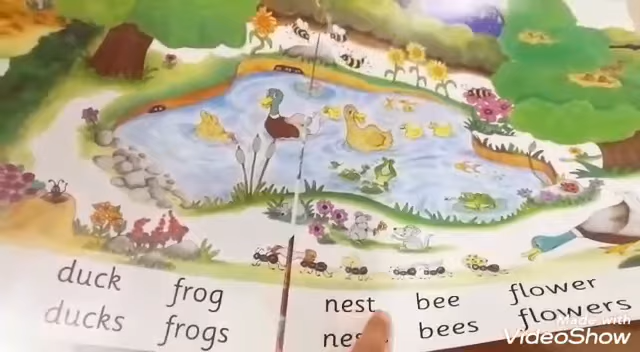 duck frog nest bee flower
ducks frogs bees flowers
Made with
VideoShow